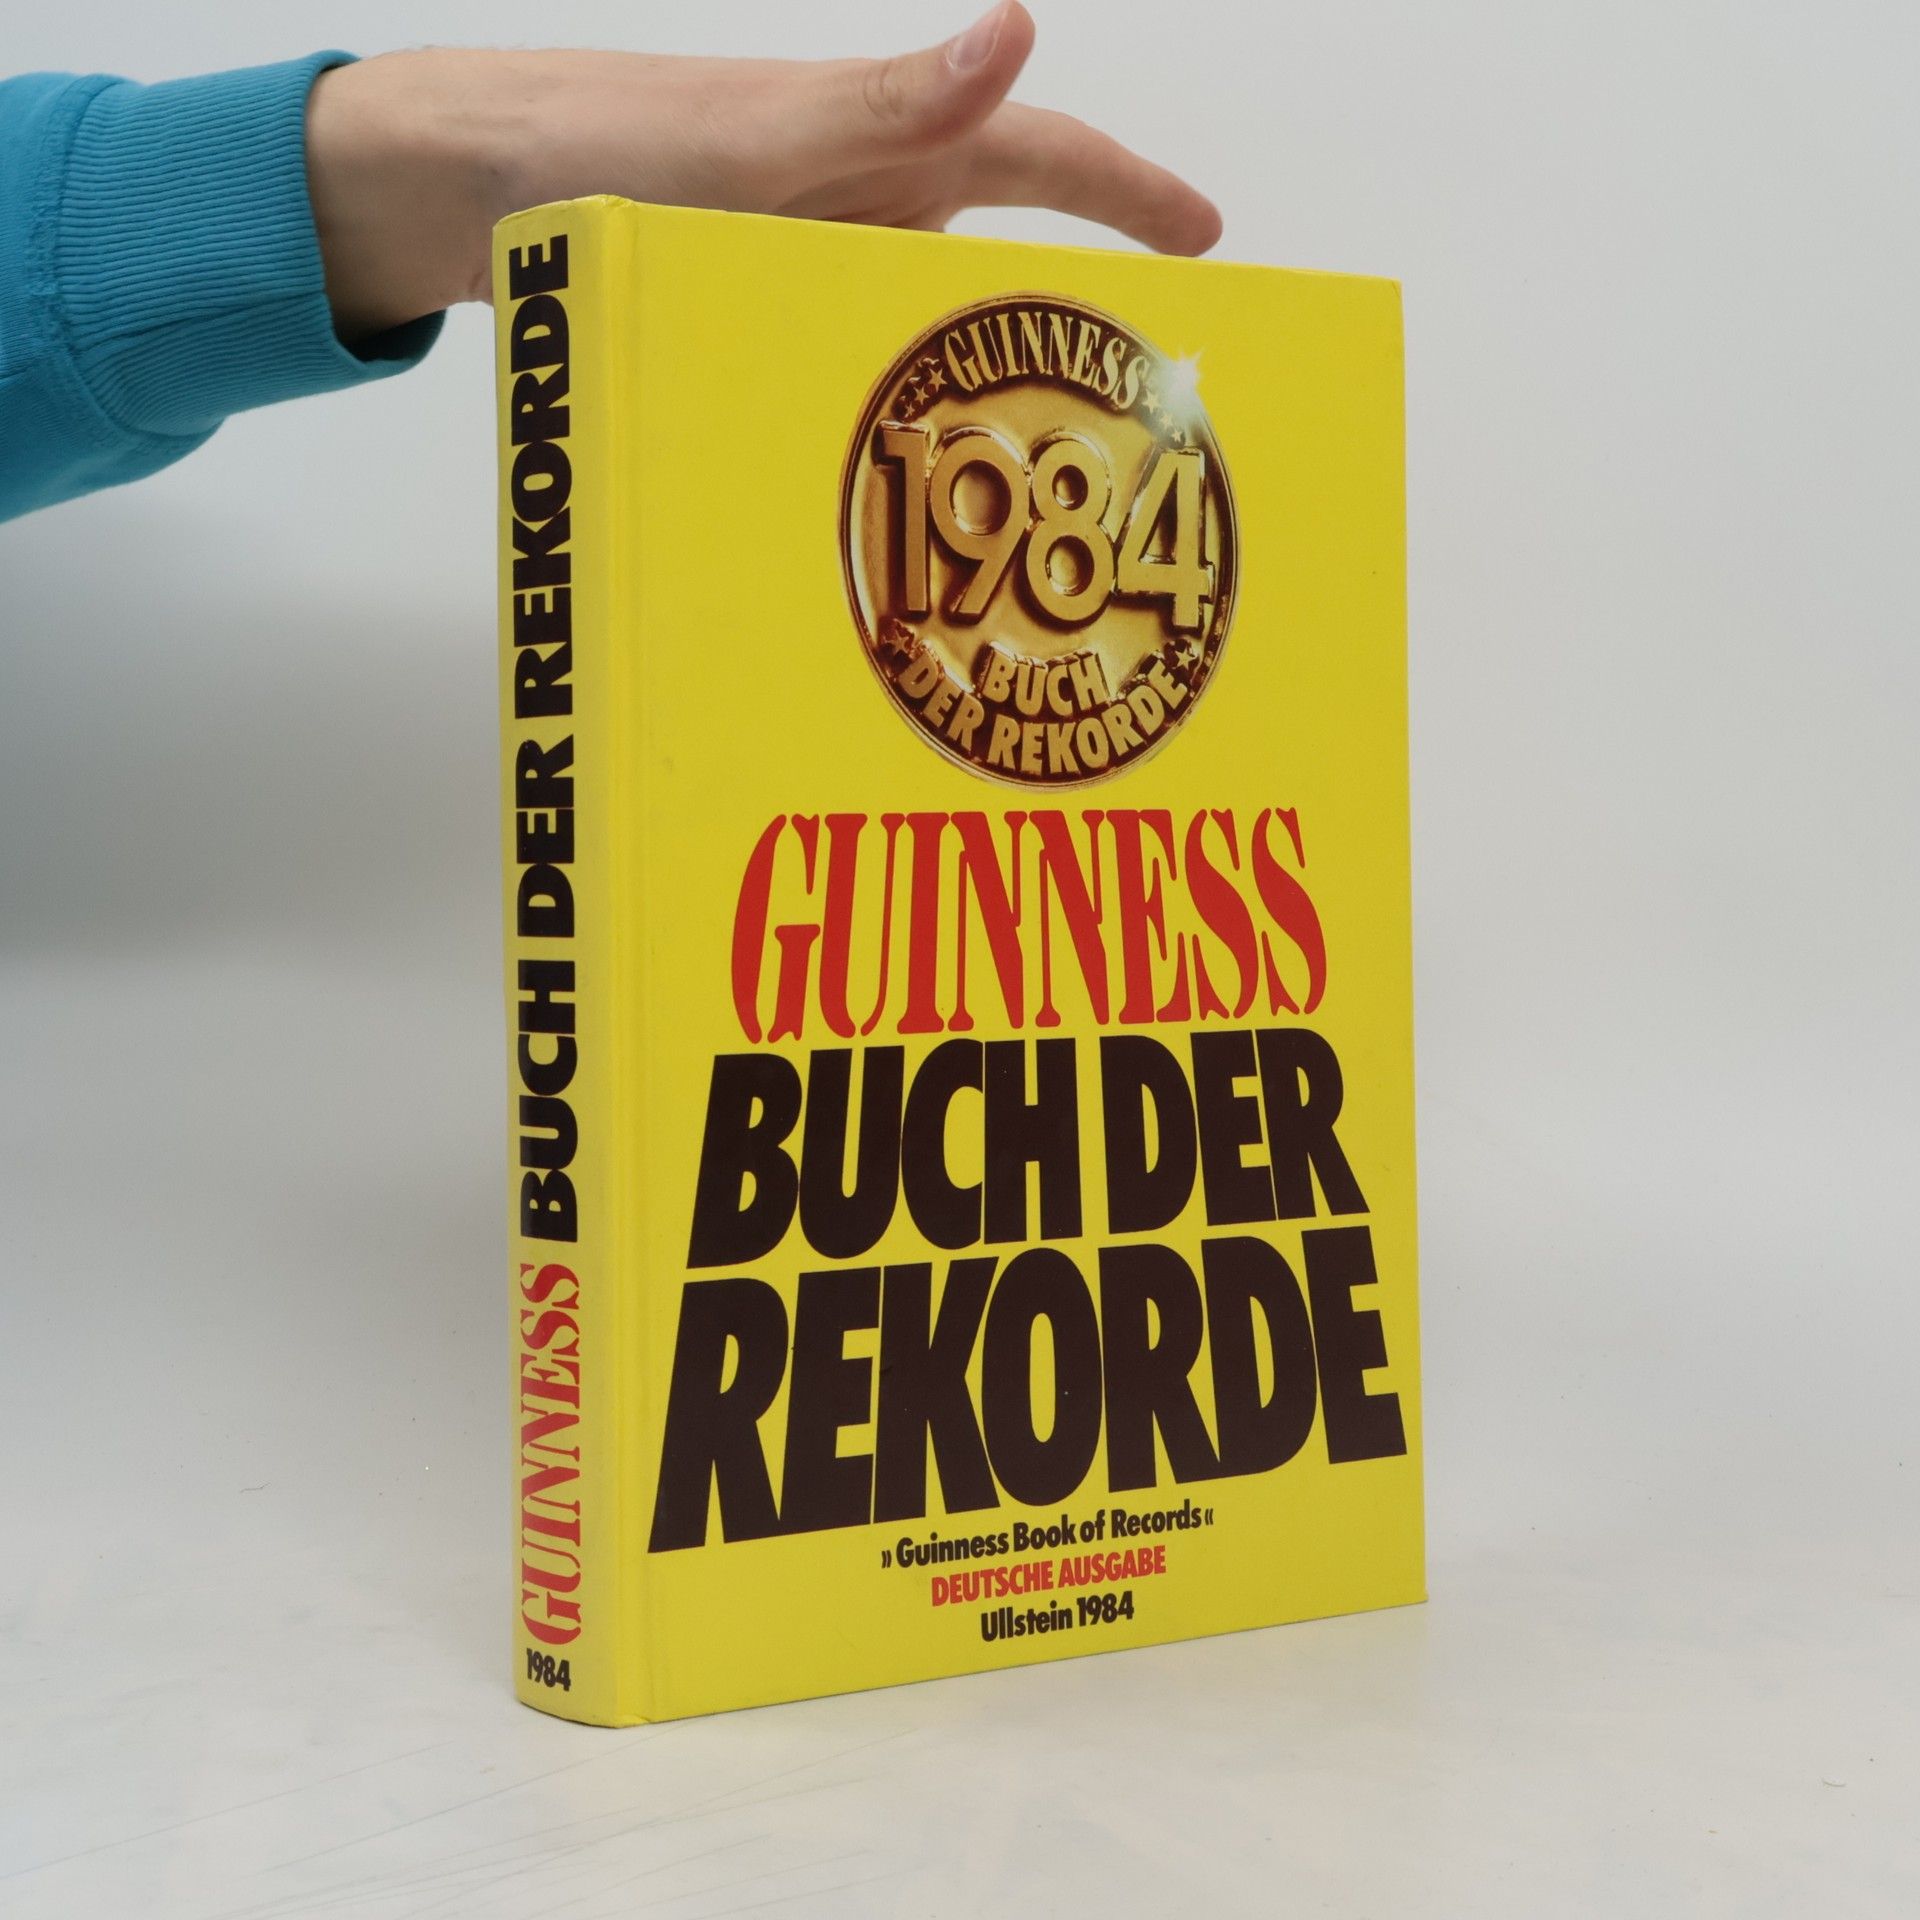 GUINNESS BUCH DER REKORDE
1984
GUINNESS
1984
BUCH
DER REKORDE
GUINNESS
BUCH DER
REKORDE
»Guinness Book of Records«
DEUTSCHE AUSGABE
Ullstein 1984